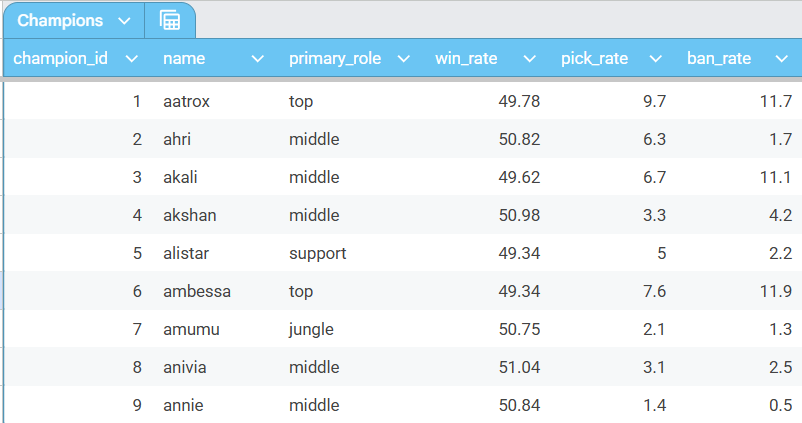 Champions
champion_id name primary_role win_rate pick_rate ban_rate
1 aatrox top 49.78 9.7 11.7
2 ahri middle 50.82 6.3 1.7
3 akali middle 49.62 6.7 11.1
4 akshan middle 50.98 3.3 4.2
5 alistar support 49.34 5 2.2
6 ambessa top 49.34 7.6 11.9
7 amumu jungle 50.75 2.1 1.3
8 anivia middle 51.04 3.1 2.5
9 annie middle 50.84 1.4 0.5